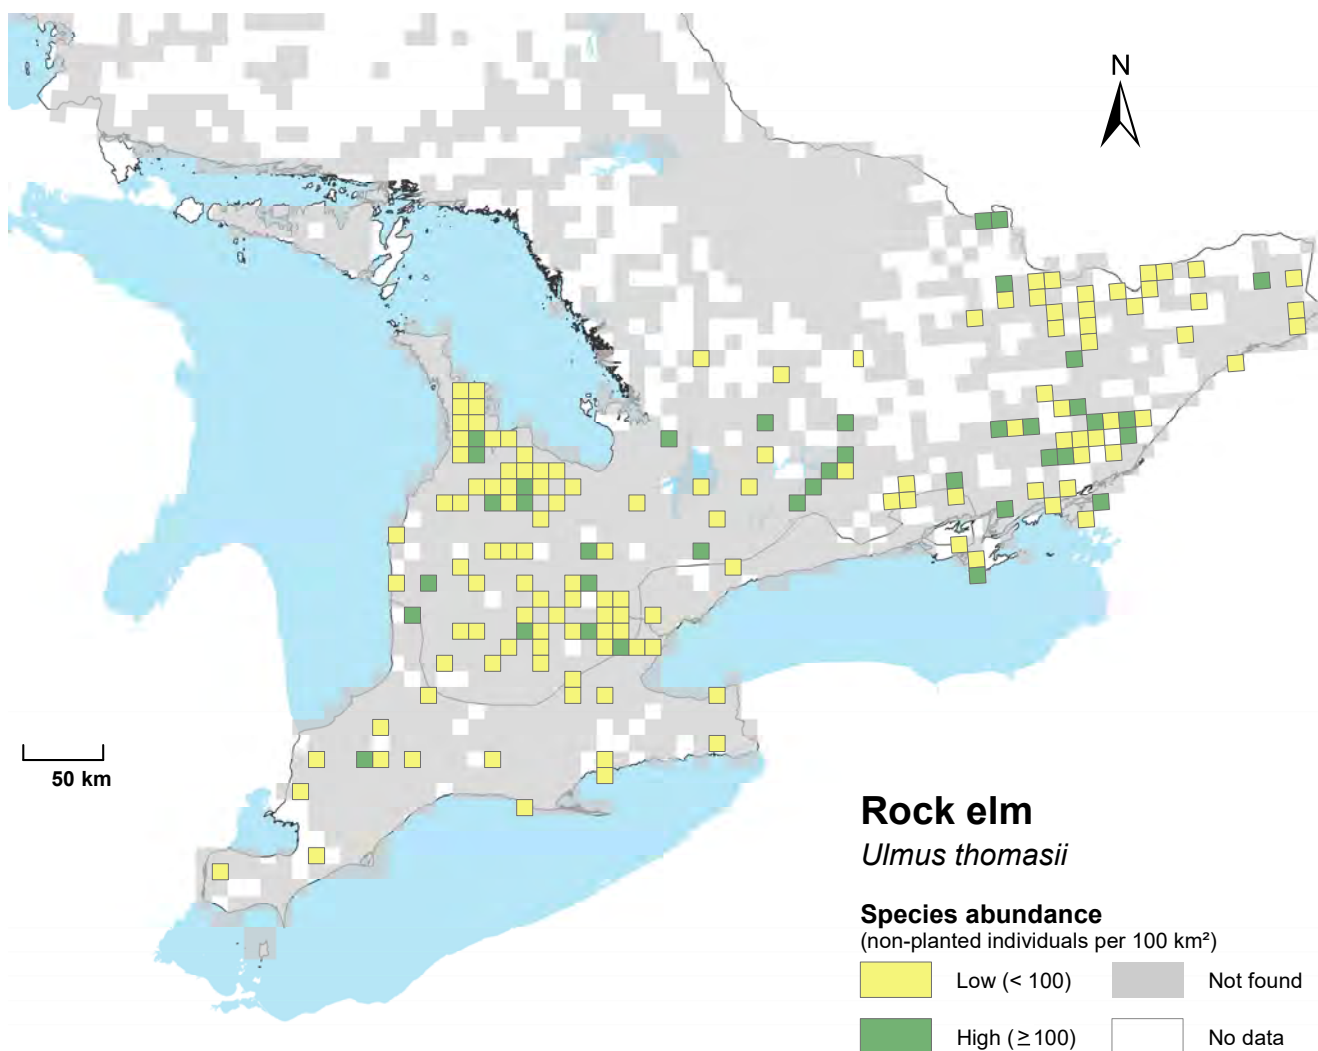 N
50 km
Rock elm
Ulmus thomasii
Species abundance
(non-planted individuals per 100 km²)
Low (< 100)
Not found
High (≥100)
No data